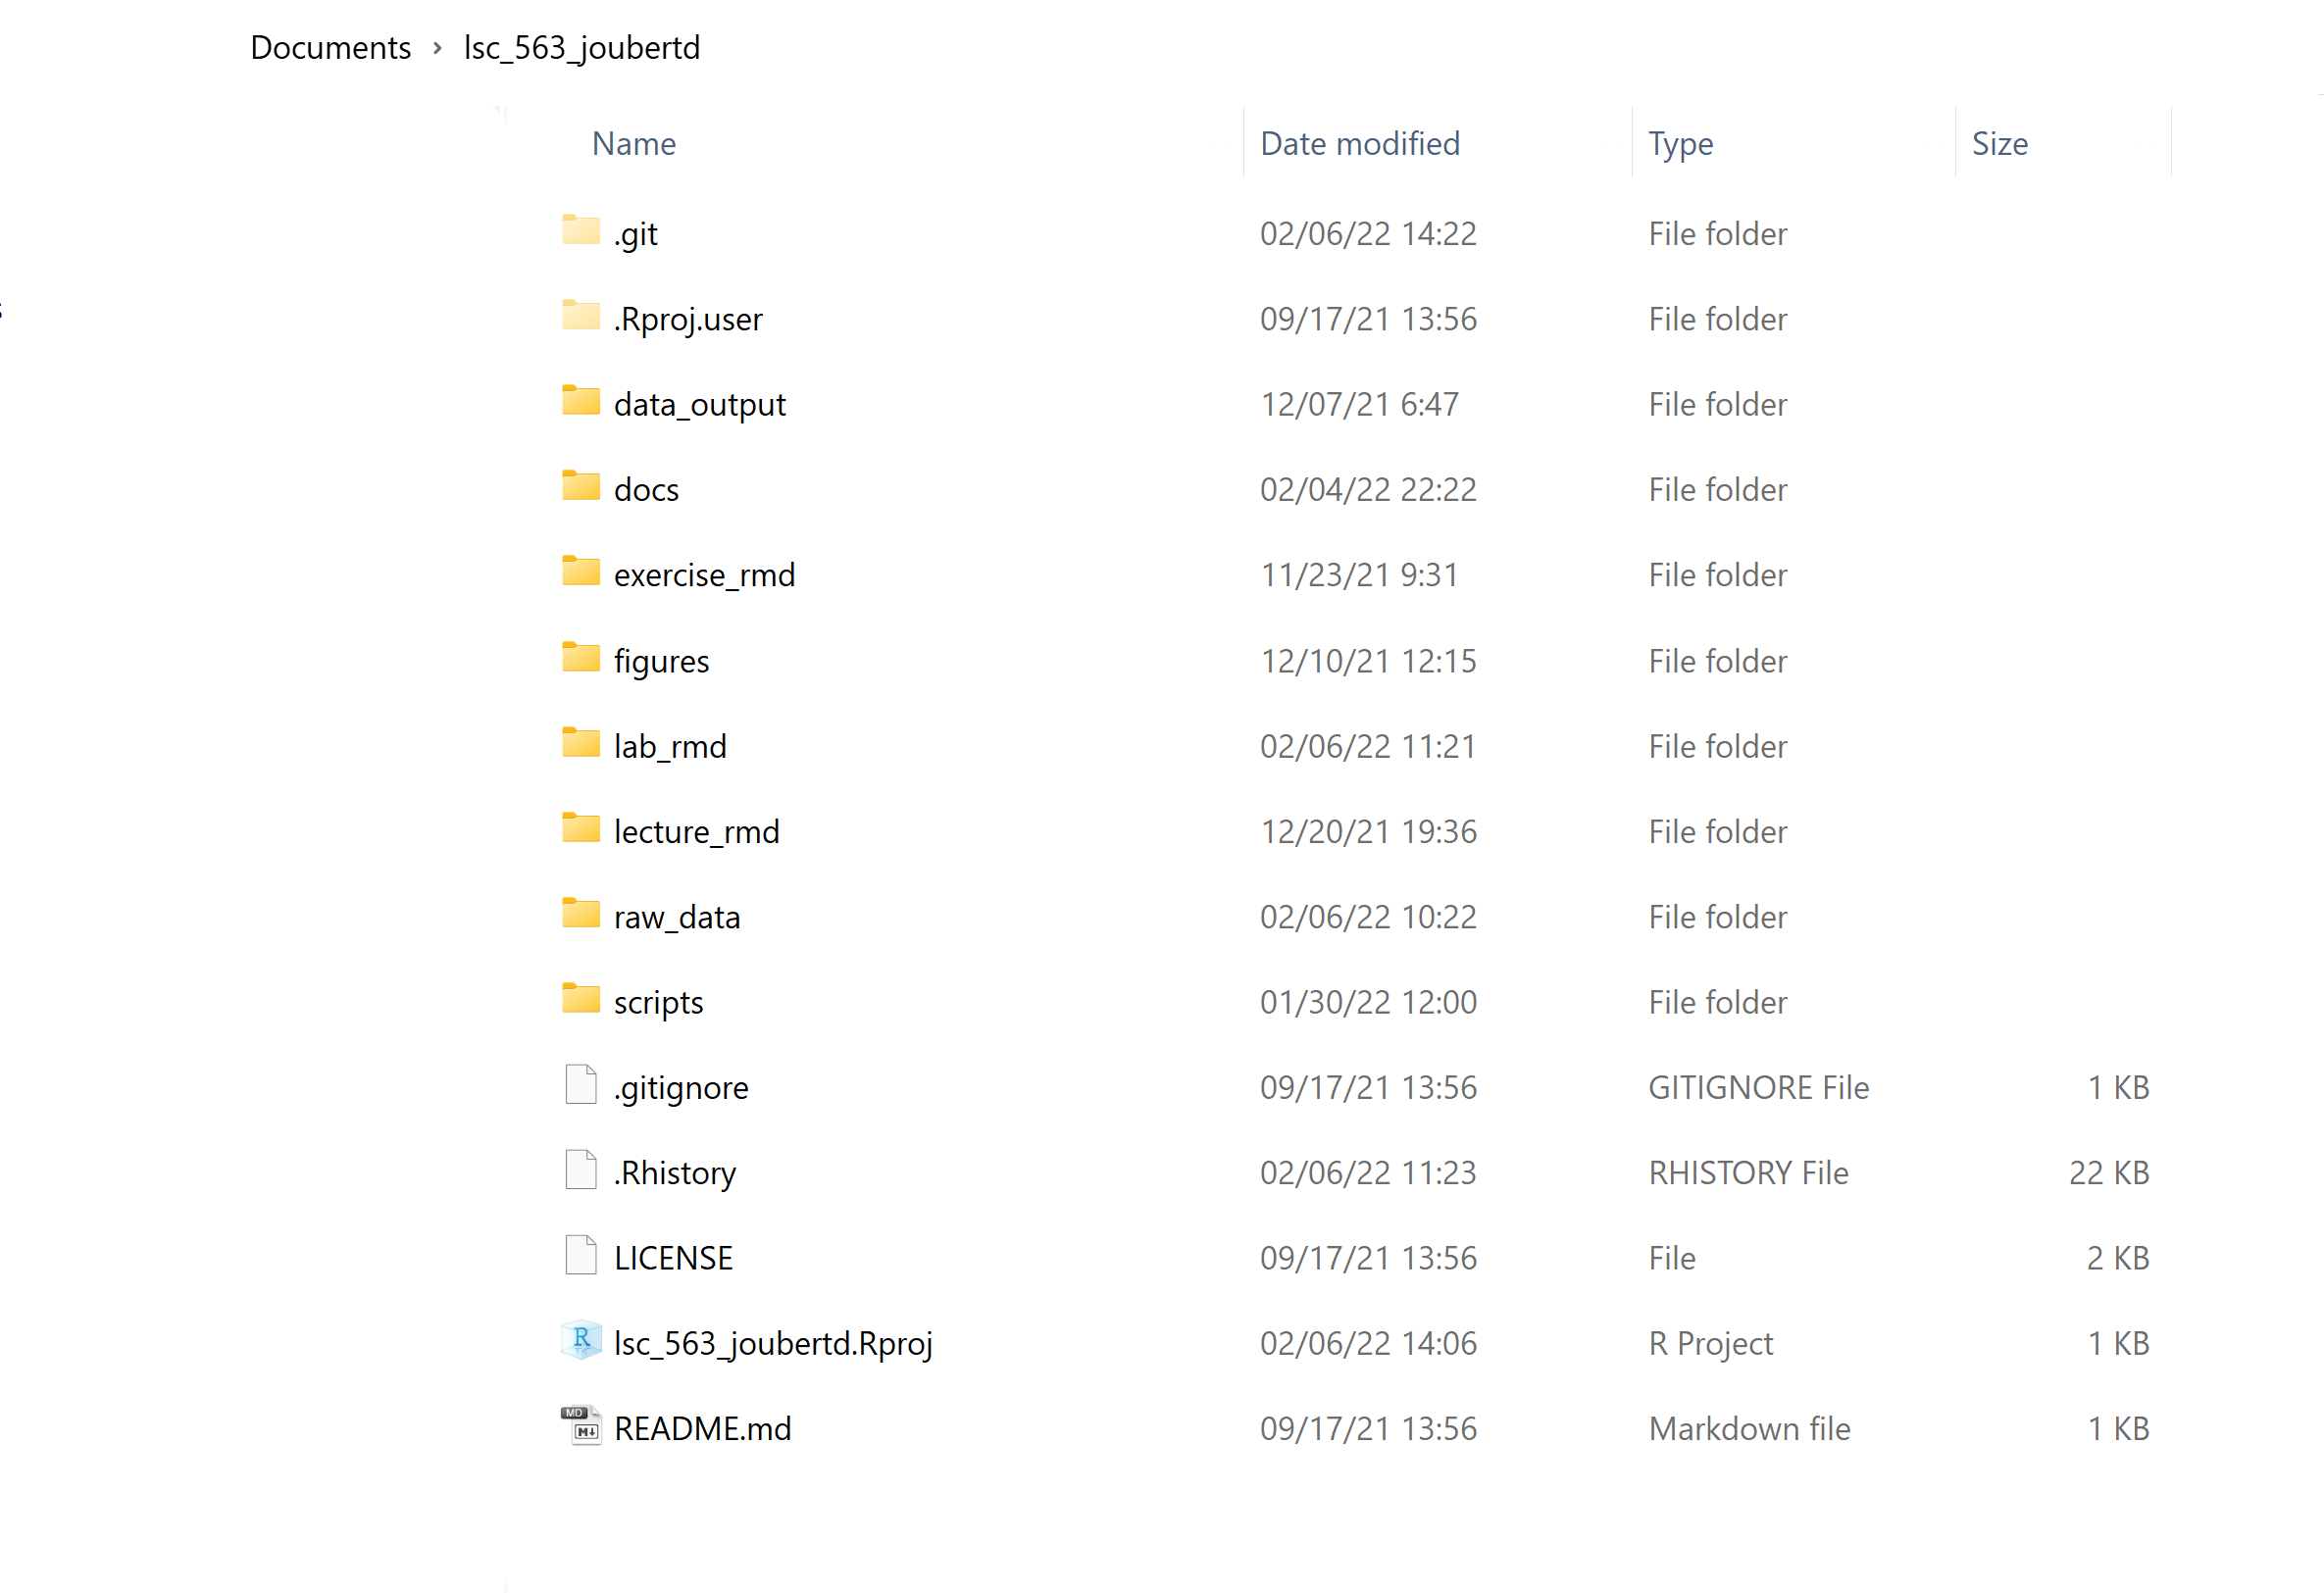 Documents › lsc_563_joubertd
Name Date modified Type Size
.git 02/06/22 14:22 File folder
.Rproj.user 09/17/21 13:56 File folder
data_output 12/07/21 6:47 File folder
docs 02/04/22 22:22 File folder
exercise_rmd 11/23/21 9:31 File folder
figures 12/10/21 12:15 File folder
lab_rmd 02/06/22 11:21 File folder
lecture_rmd 12/20/21 19:36 File folder
raw_data 02/06/22 10:22 File folder
scripts 01/30/22 12:00 File folder
.gitignore 09/17/21 13:56 GITIGNORE File 1 KB
.Rhistory 02/06/22 11:23 RHISTORY File 22 KB
LICENSE 09/17/21 13:56 File 2 KB
R lsc_563_joubertd.Rproj 02/06/22 14:06 R Project 1 KB
MD M↓ README.md 09/17/21 13:56 Markdown file 1 KB